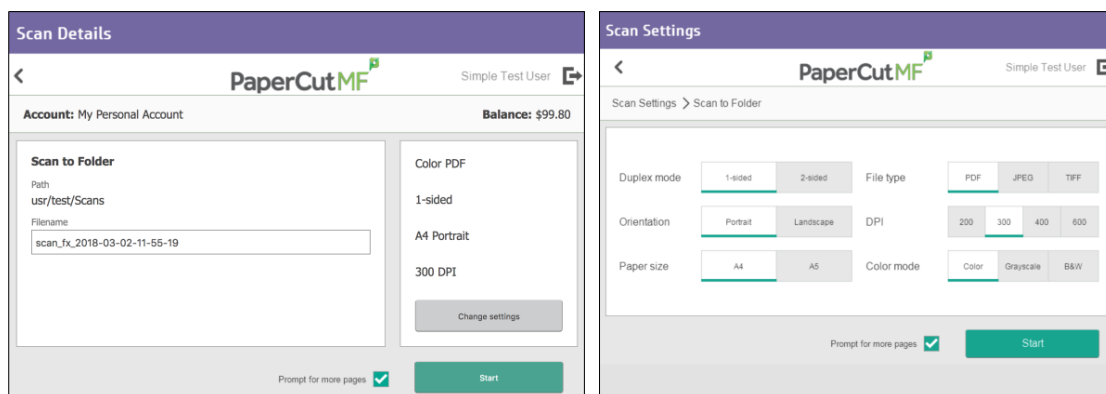 Scan Details
PaperCut MF
Simple Test User
Account: My Personal Account
Balance: $99.80
Scan to Folder
Path
usr/test/Scans
Filename
scan_fx_2018-03-02-11-55-19
Color PDF
1-sided
A4 Portrait
300 DPI
Change settings
Prompt for more pages
Start
Scan Settings
PaperCut MF
Simple Test User
Scan Settings > Scan to Folder
Duplex mode 1-sided 2-sided File type PDF JPEG TIFF
Orientation Portrait Landscape DPI 200 300 400 600
Paper size A4 A5 Color mode Color Grayscale B&W
Prompt for more pages
Start